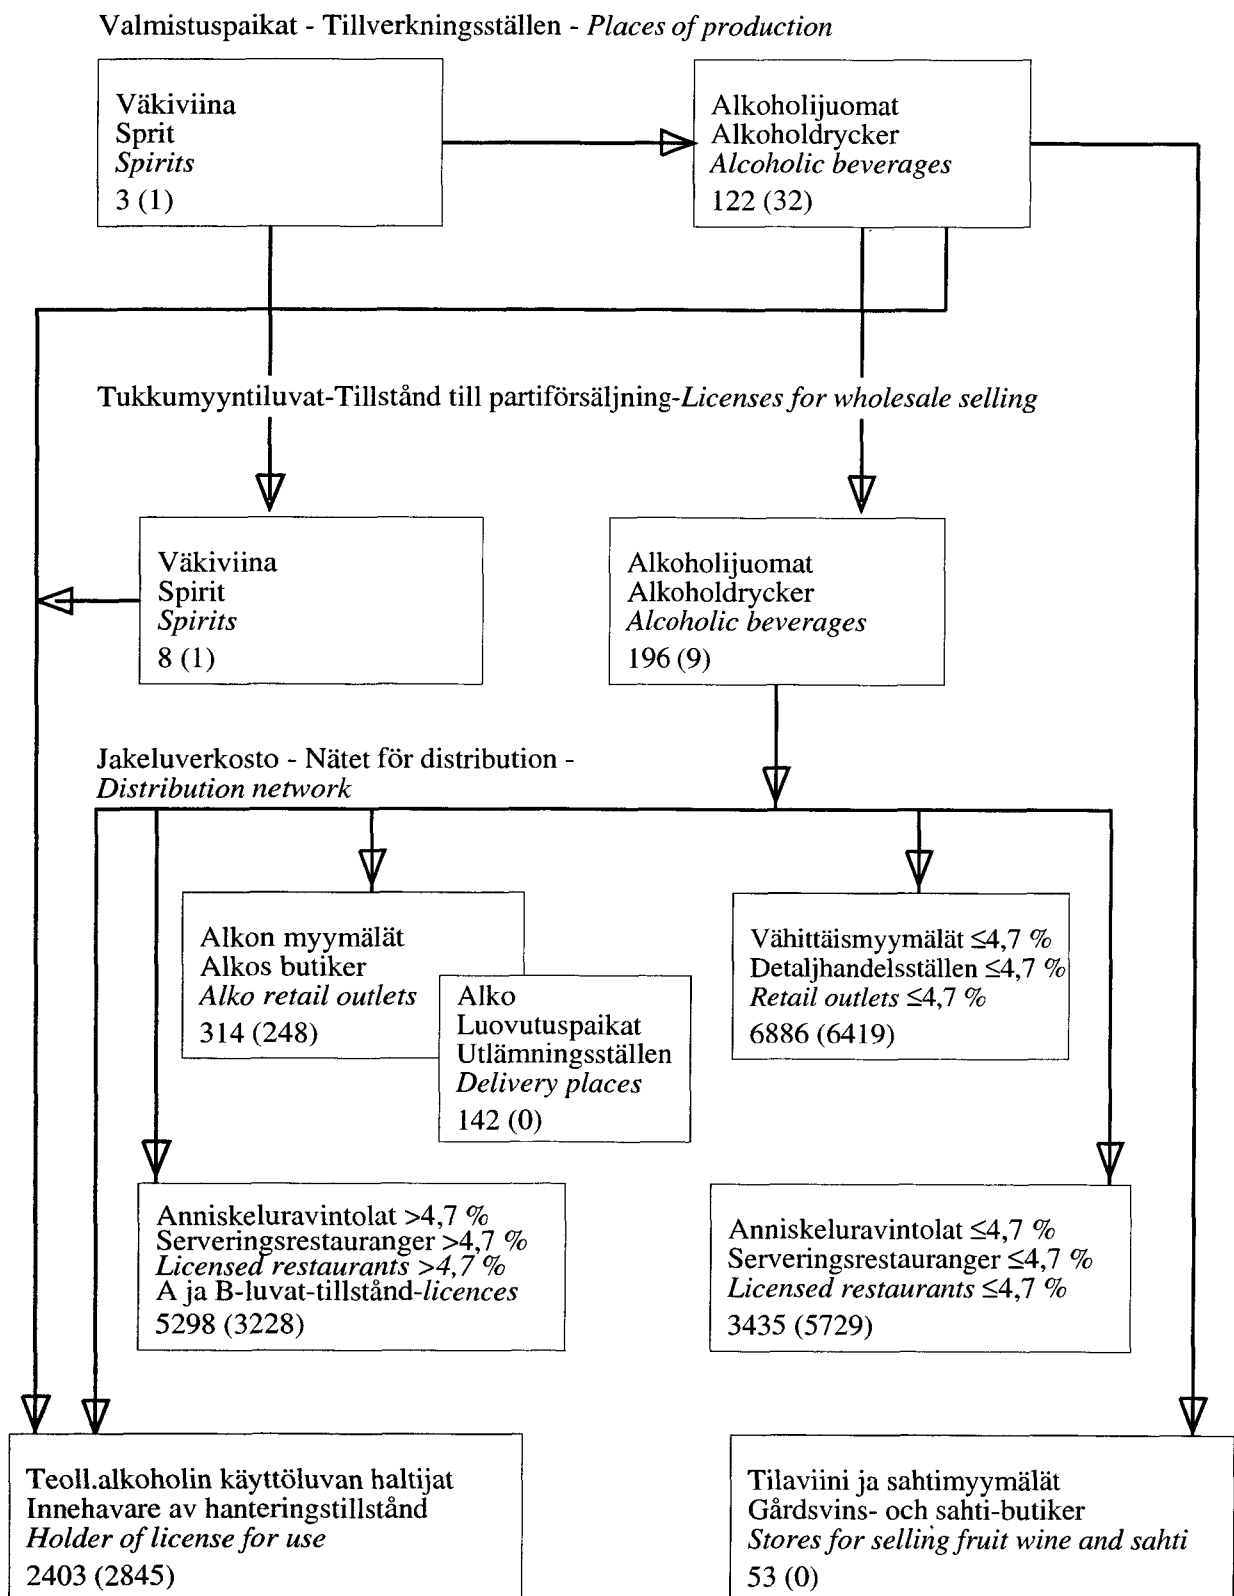 Valmistuspaikat - Tillverkningsställen - Places of production
Väkiviina
Sprit
Spirits
3 (1)
Alkoholijuomat
Alkoholdrycker
Alcoholic beverages
122 (32)
Tukkumyyntiluvat-Tillstånd till partiförsäljning-Licenses for wholesale selling
Väkiviina
Spirit
Spirits
8 (1)
Alkoholijuomat
Alkoholdrycker
Alcoholic beverages
196 (9)
Jakeluverkosto - Nätet för distribution -
Distribution network
Alkon myymälät
Alkos butiker
Alko retail outlets
314 (248)
Alko
Luovutuspaikat
Utlämningsställen
Delivery places
142 (0)
Vähittäismyymälät ≤4,7 %
Detaljhandelsställen ≤4,7 %
Retail outlets ≤4,7 %
6886 (6419)
Anniskeluravintolat >4,7 %
Serveringsrestauranger >4,7 %
Licensed restaurants >4,7 %
A ja B-luvat-tillstånd-licences
5298 (3228)
Anniskeluravintolat ≤4,7 %
Serveringsrestauranger ≤4,7 %
Licensed restaurants ≤4,7 %
3435 (5729)
Teoll.alkoholin käyttöluvan haltijat
Innehavare av hanteringstillstånd
Holder of license for use
2403 (2845)
Tilaviini ja sahtimyymälät
Gårdsvins- och sahti-butiker
Stores for selling fruit wine and sahti
53 (0)